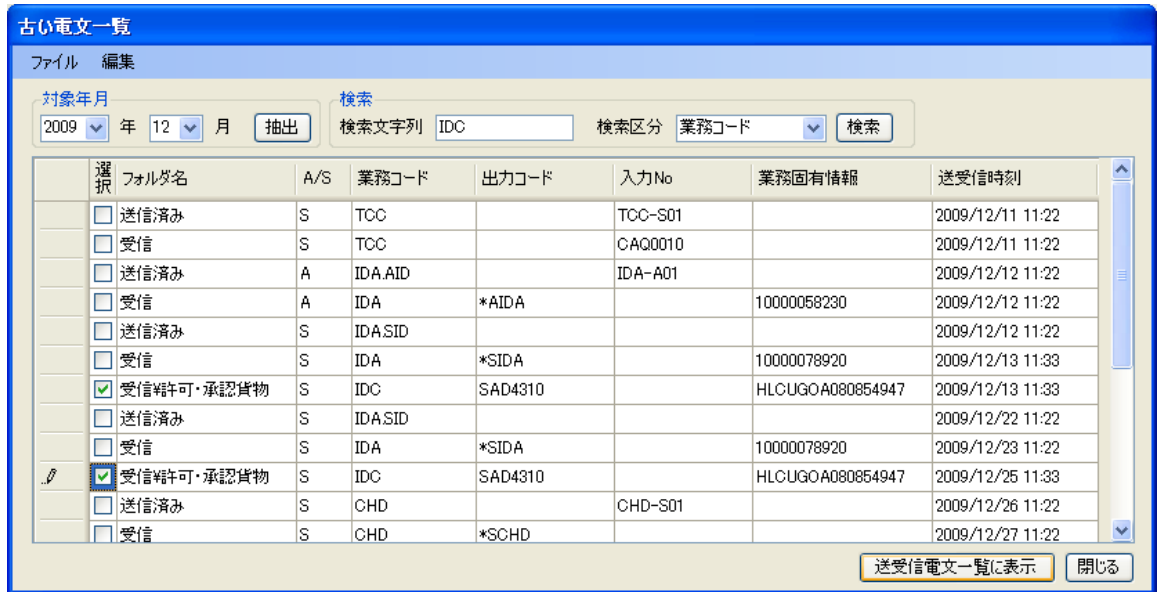 古い電文一覧
ファイル 編集
対象年月 検索
2009 年 12 月 抽出 検索文字列 IDC 検索区分 業務コード 検索
選択 フォルダ名 A/S 業務コード 出力コード 入力No 業務固有情報 送受信時刻
送信済み S TCC TCC-S01 2009/12/11 11:22
受信 S TCC CAQ0010 2009/12/11 11:22
送信済み A IDA.AID IDA-A01 2009/12/12 11:22
受信 A IDA *AIDA 10000058230 2009/12/12 11:22
送信済み S IDA.SID 2009/12/12 11:22
受信 S IDA *SIDA 10000078920 2009/12/13 11:33
受信¥許可・承認貨物 S IDC SAD4310 HLCUGOA080854947 2009/12/13 11:33
送信済み S IDA.SID 2009/12/22 11:22
受信 S IDA *SIDA 10000078920 2009/12/23 11:22
受信¥許可・承認貨物 S IDC SAD4310 HLCUGOA080854947 2009/12/25 11:33
送信済み S CHD CHD-S01 2009/12/26 11:22
受信 S CHD *SCHD 2009/12/27 11:22
送受信電文一覧に表示 閉じる